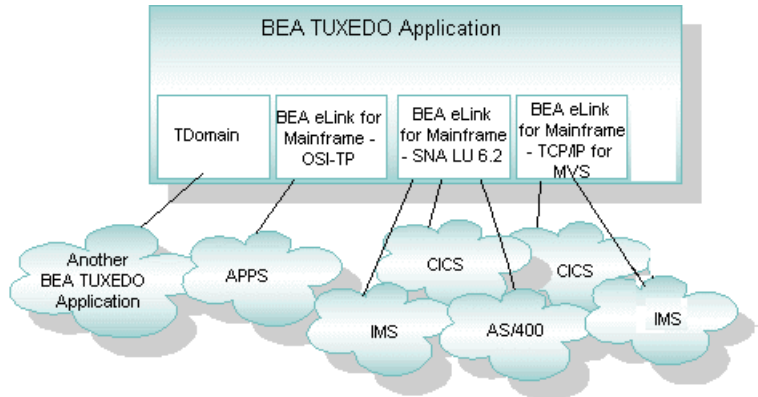 BEA TUXEDO Application
TDomain
BEA eLink for
Mainframe -
OSI-TP
BEA eLink
for Mainframe
- SNA LU 6.2
BEA eLink
for Mainframe
- TCP/IP for
MVS
Another
BEA TUXEDO
Application
APPS
CICS
CICS
IMS
AS/400
IMS